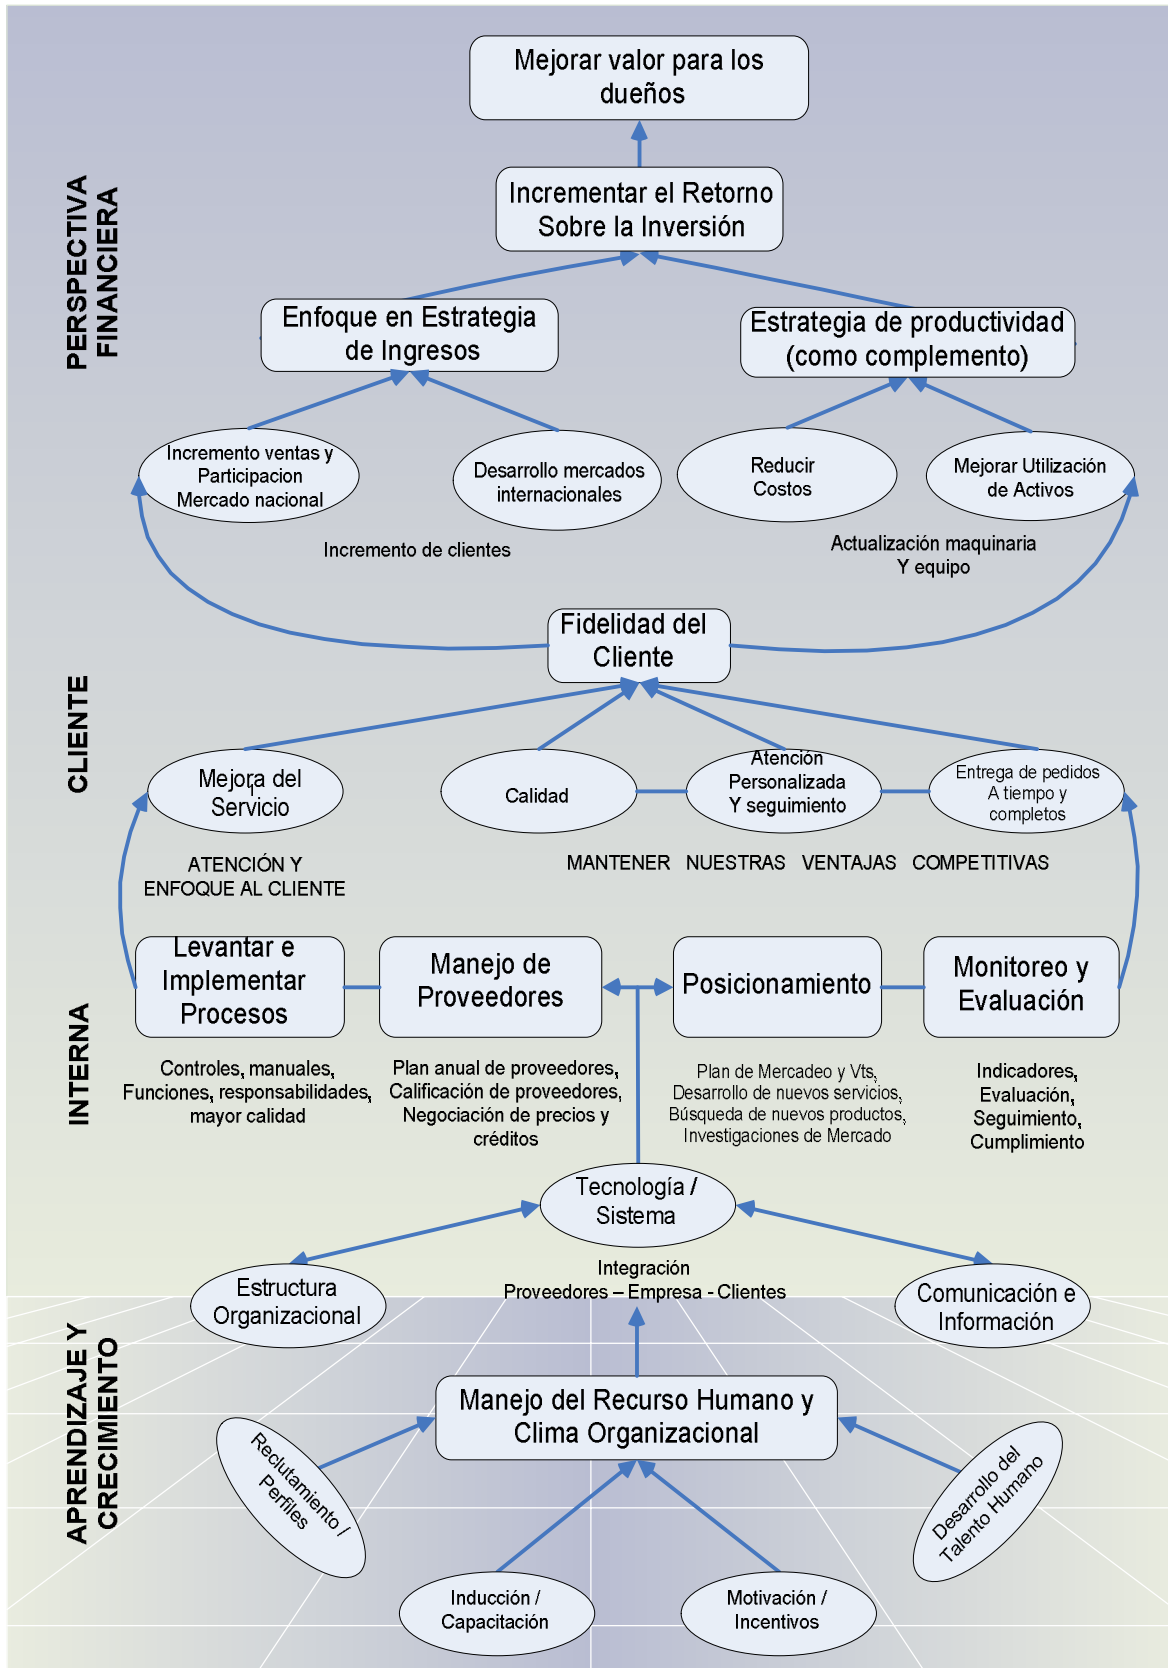 Mejorar valor para los
dueños
PERSPECTIVA
FINANCIERA
Incrementar el Retorno
Sobre la Inversión
Enfoque en Estrategia
de Ingresos
Estrategia de productividad
(como complemento)
Incremento ventas y
Participacion
Mercado nacional
Desarrollo mercados
internacionales
Reducir
Costos
Mejorar Utilización
de Activos
Incremento de clientes
Actualización maquinaria
Y equipo
CLIENTE
Fidelidad del
Cliente
Mejora del
Servicio
Calidad
Atención
Personalizada
Y seguimiento
Entrega de pedidos
A tiempo y
completos
ATENCIÓN Y
ENFOQUE AL CLIENTE
MANTENER NUESTRAS VENTAJAS COMPETITIVAS
INTERNA
Levantar e
Implementar
Procesos
Manejo de
Proveedores
Posicionamiento
Monitoreo y
Evaluación
Controles, manuales,
Funciones, responsabilidades,
mayor calidad
Plan anual de proveedores,
Calificación de proveedores,
Negociación de precios y
créditos
Plan de Mercadeo y Vts,
Desarrollo de nuevos servicios,
Búsqueda de nuevos productos,
Investigaciones de Mercado
Indicadores,
Evaluación,
Seguimiento,
Cumplimiento
Tecnología /
Sistema
Estructura
Organizacional
Integración
Proveedores – Empresa - Clientes
Comunicación e
Información
APRENDIZAJE Y
CRECIMIENTO
Manejo del Recurso Humano y
Clima Organizacional
Reclutamiento /
Perfiles
Desarrollo del
Talento Humano
Inducción /
Capacitación
Motivación /
Incentivos